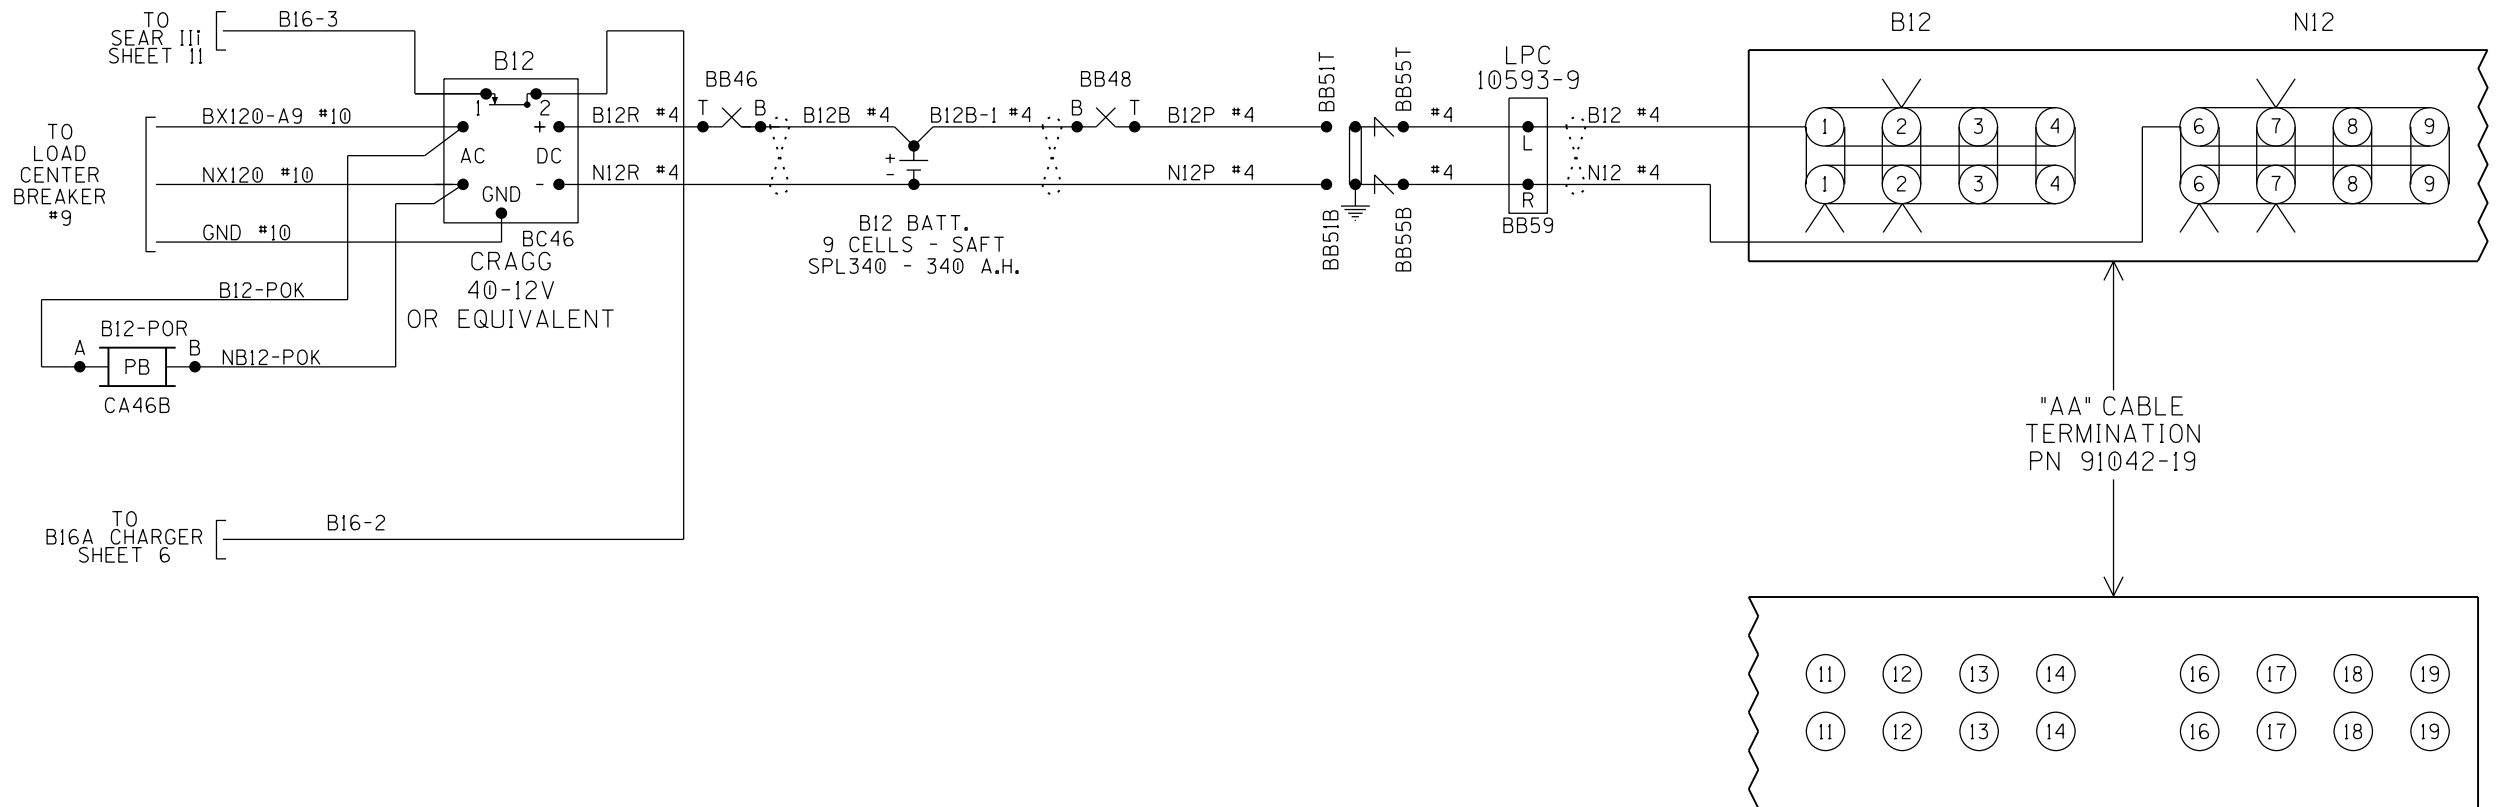 TO
SEAR IIi
SHEET 11
B16-3
B12
1
2
TO
LOAD
CENTER
BREAKER
#9
BX120-A9 #10
NX120 #10
GND #10
AC
DC
+
-
GND
BC46
CRAGG
40-12V
OR EQUIVALENT
B12-POK
B12-POR
A
B
PB
NB12-POK
CA46B
TO
B16A CHARGER
SHEET 6
B16-2
B12R #4
N12R #4
BB46
T
B
B12B #4
B12B-1 #4
+
-
B12 BATT.
9 CELLS - SAFT
SPL340 - 340 A.H.
BB48
B
T
B12P #4
N12P #4
BB51T
BB55T
BB51B
BB55B
#4
#4
LPC
10593-9
L
R
BB59
B12 #4
N12 #4
B12
N12
1 2 3 4 6 7 8 9
1 2 3 4 6 7 8 9
"AA" CABLE
TERMINATION
PN 91042-19
11 12 13 14 16 17 18 19
11 12 13 14 16 17 18 19